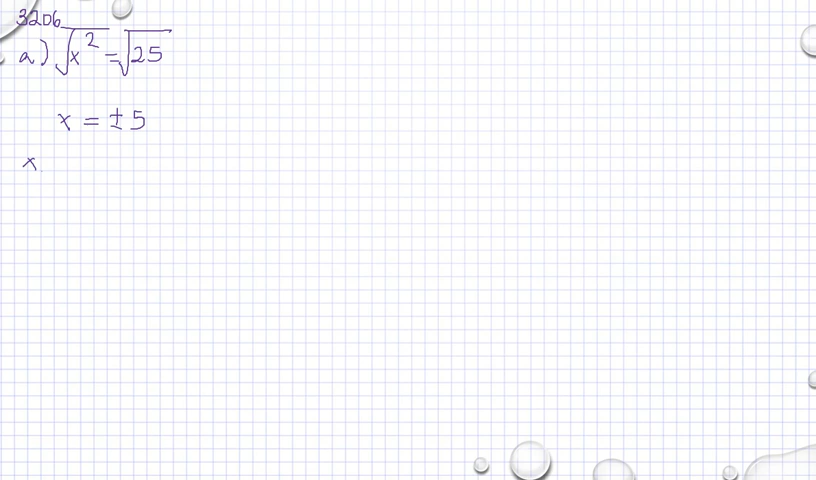 3206
a) √x² = √25
x = ± 5
x